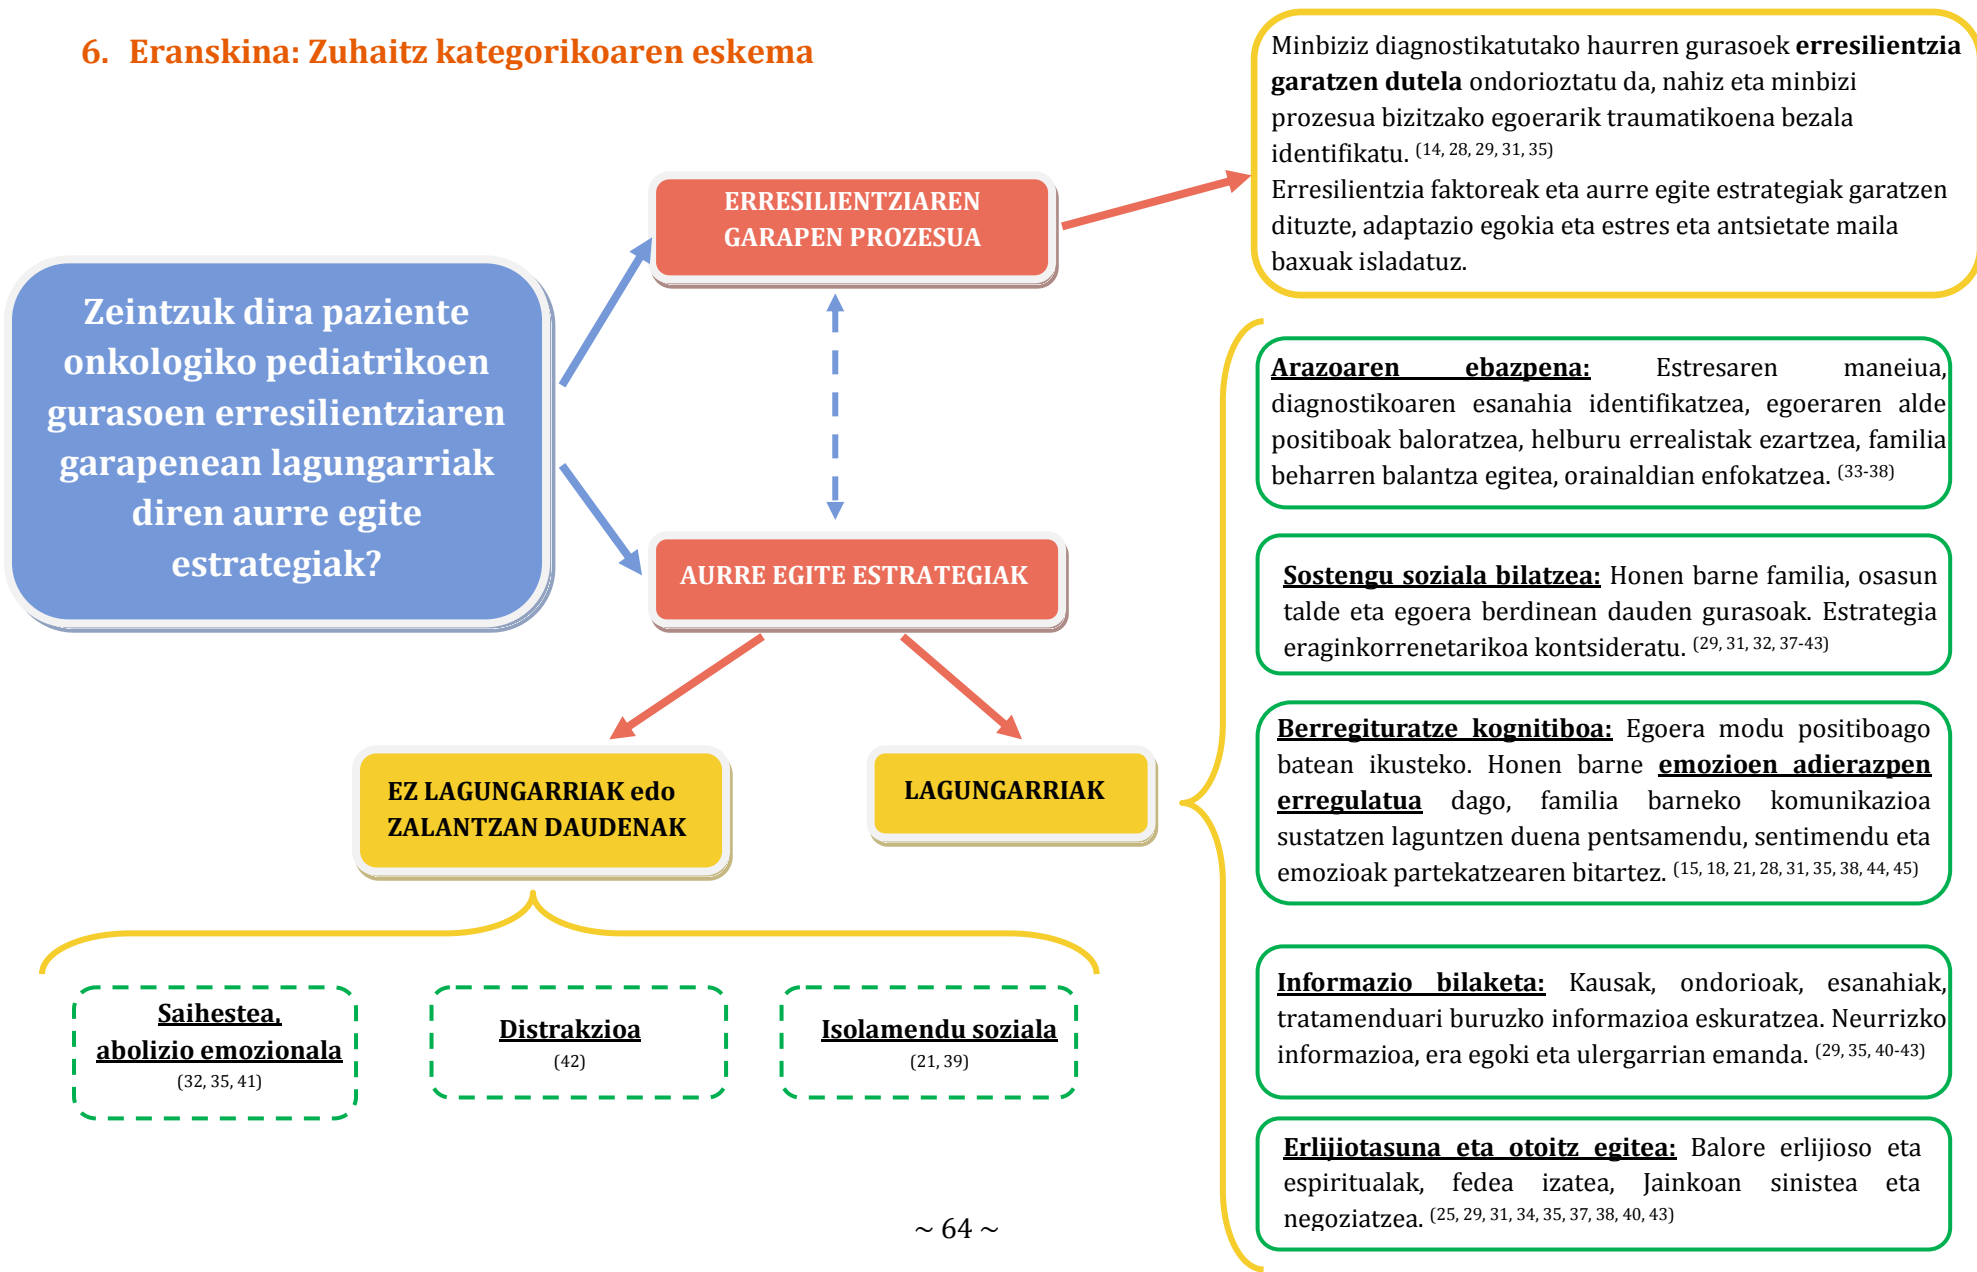 6. Eranskina: Zuhaitz kategorikoaren eskema
Minbiziz diagnostikatutako haurren gurasoek erresilientzia
garatzen dutela ondorioztatu da, nahiz eta minbizi
prozesua bizitzako egoerarik traumatikoena bezala
identifikatu. (14, 28, 29, 31, 35)
Erresilientzia faktoreak eta aurre egite estrategiak garatzen
dituzte, adaptazio egokia eta estres eta antsietate maila
baxuak isladatuz.
ERRESILIENTZIAREN
GARAPEN PROZESUA
Zeintzuk dira paziente
onkologiko pediatrikoen
gurasoen erresilientziaren
garapenean lagungarriak
diren aurre egite
estrategiak?
AURRE EGITE ESTRATEGIAK
EZ LAGUNGARRIAK edo
ZALANTZAN DAUDENAK
LAGUNGARRIAK
Arazoaren ebazpena: Estresaren maneiua,
diagnostikoaren esanahia identifikatzea, egoeraren alde
positiboak baloratzea, helburu errealistak ezartzea, familia
beharren balantza egitea, orainaldian enfokatzea. (33-38)
Sostengu soziala bilatzea: Honen barne familia, osasun
talde eta egoera berdinean dauden gurasoak. Estrategia
eraginkorrenetarikoa kontsideratu. (29, 31, 32, 37-43)
Berregituratze kognitiboa: Egoera modu positiboago
batean ikusteko. Honen barne emozioen adierazpen
erregulatua dago, familia barneko komunikazioa
sustatzen laguntzen duena pentsamendu, sentimendu eta
emozioak partekatzearen bitartez. (15, 18, 21, 28, 31, 35, 38, 44, 45)
Informazio bilaketa: Kausak, ondorioak, esanahiak,
tratamenduari buruzko informazioa eskuratzea. Neurrizko
informazioa, era egoki eta ulergarrian emanda. (29, 35, 40-43)
Erlijiotasuna eta otoitz egitea: Balore erlijioso eta
espiritualak, fedea izatea, Jainkoan sinistea eta
negoziatzea. (25, 29, 31, 34, 35, 37, 38, 40, 43)
Saihestea,
abolizio emozionala
(32, 35, 41)
Distrakzioa
(42)
Isolamendu soziala
(21, 39)
~ 64 ~